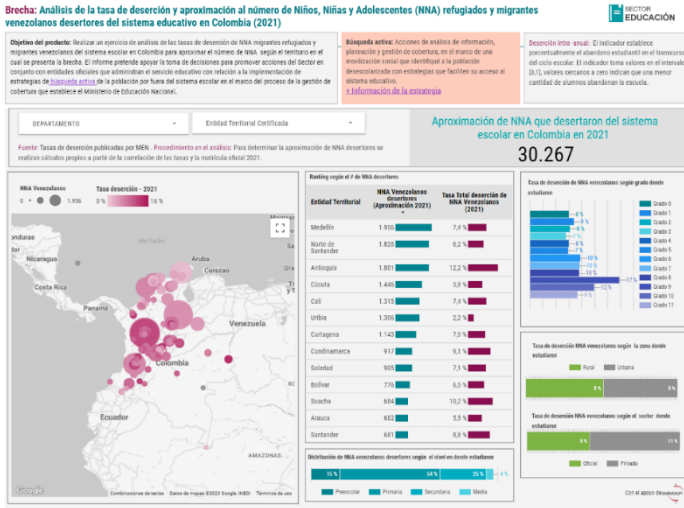 Brecha: Análisis de la tasa de deserción y aproximación al número de Niños, Niñas y Adolescentes (NNA) refugiados y migrantes
venezolanos desertores del sistema educativo en Colombia (2021)
SECTOR
EDUCACIÓN
Objetivo del producto: Realizar un ejercicio de análisis de las tasas de deserción de NNA migrantes refugiados y
migrantes venezolanos del sistema escolar en Colombia para aproximar el número de NNA según el territorio en el
cual se presenta la brecha. El informe pretende apoyar la toma de decisiones para promover acciones del Sector en
conjunto con entidades oficiales que administran el servicio educativo con relación a la implementación de
estrategias de búsqueda activa de la población por fuera del sistema escolar en el marco del proceso de la gestión de
cobertura que establece el Ministerio de Educación Nacional.
Búsqueda activa: Acciones de análisis de información,
planeación y gestión de cobertura, en el marco de una
movilización social que identifiqué a la población
desescolarizada con estrategias que faciliten su acceso al
sistema educativo.
+ Información de la estrategia
Deserción intra-anual: El indicador establece
porcentualmente el abandono estudiantil en el transcurso
del ciclo escolar. El indicador toma valores en el intervalo
[0,1], valores cercanos a cero indican que una menor
cantidad de alumnos abandonan la escuela.
DEPARTAMENTO
Entidad Territorial Certificada
Fuente: Tasas de deserción publicadas por MEN . Procedimiento en el análisis: Para determinar la aproximación de NNA desertores se
realizan cálculos propios a partir de la correlación de las tasas y la matrícula oficial 2021.
Aproximación de NNA que desertaron del sistema
escolar en Colombia en 2021
30.267
NNA Venezolanos
0
1.936
Tasa deserción - 2021
0 %
18 %
Nicaragua
Costa Rica
Panamá
Aruba
Curazao
Venezuela
Colombia
Ecuador
AMAZONAS
Google
Combinaciones de teclas
Datos de mapas ©2023 Google, INEGI
Términos de uso
Ranking según el # de NNA desertores
Entidad Territorial
NNA Venezolanos
desertores
(Aproximación 2021)
Tasa Total deserción de
NNA Venezolanos
(2021)
Medellín 1.936 7,4 %
Norte de
Santander 1.828 6,2 %
Antioquia 1.801 12,2 %
Cúcuta 1.446 5,8 %
Cali 1.315 7,4 %
Uribia 1.306 2,2 %
Cartagena 1.143 7,0 %
Cundinamarca 917 9,1 %
Soledad 905 7,1 %
Bolívar 776 6,5 %
Soacha 684 10,2 %
Arauca 682 5,5 %
Santander 681 8,8 %
Distribución de NNA venezolanos desertores según el nivel en donde estudiaron
15 % 54 % 25 %
Preescolar Primaria Secundaria Media
Tasa de deserción de NNA venezolanos según grado donde
estudiaron
Grado 0
Grado 1
Grado 2
Grado 3
Grado 4
Grado 5
Grado 6
Grado 7
Grado 8
Grado 9
Grado 10
Grado 11
Tasa de deserción NNA venezolanos según la zona donde
estudiaron
Rural Urbana
Tasa de deserción NNA venezolanos según el sector donde
estudiaron
Oficial Privado
Con el apoyo de